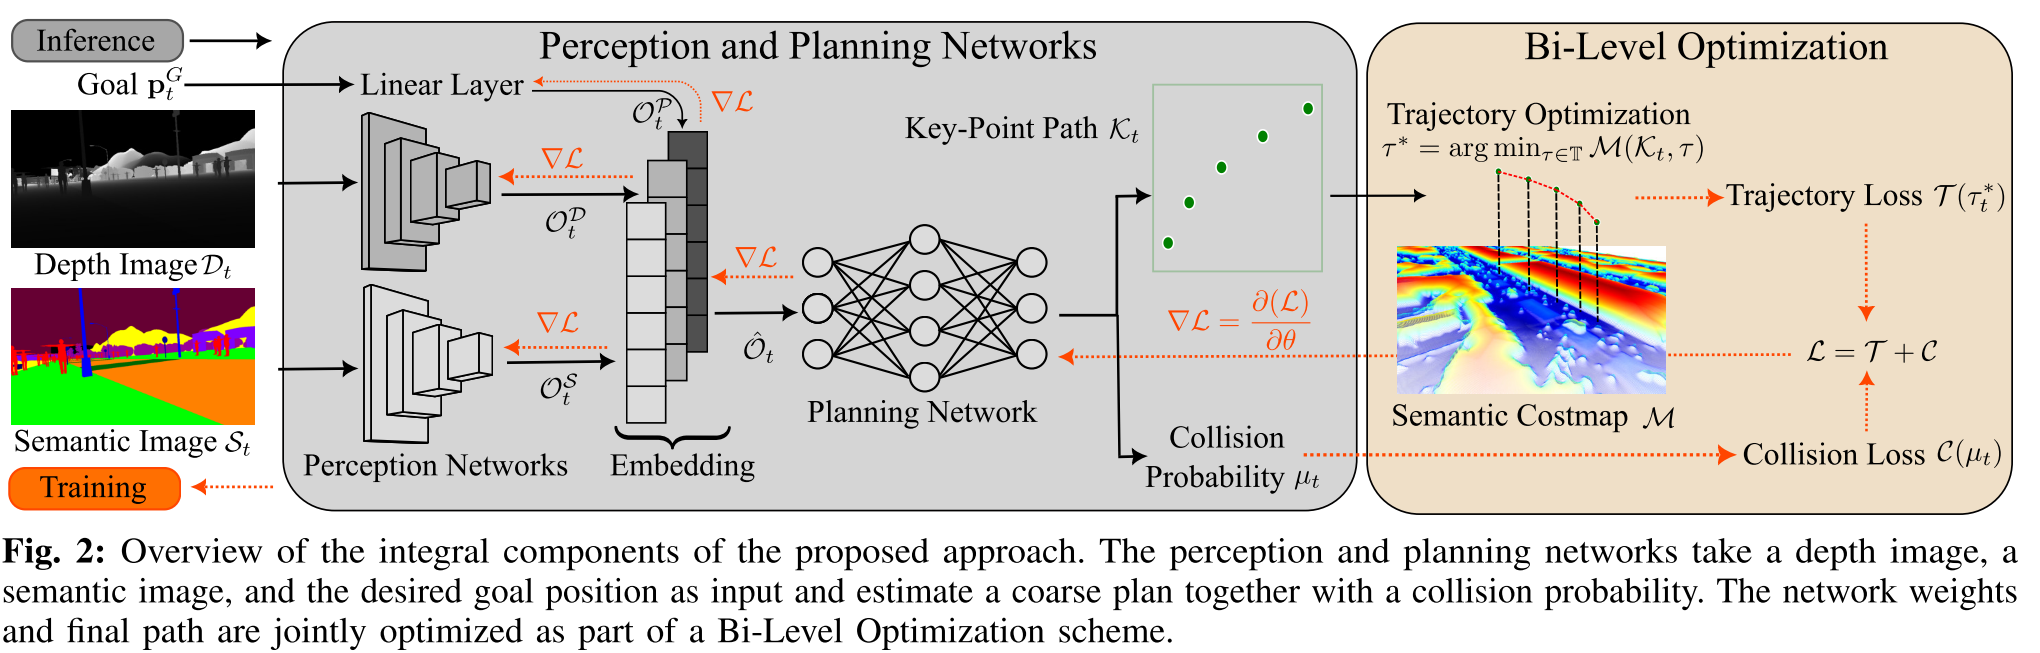 Inference
Goal $\mathbf{p}_t^G$
Depth Image $\mathcal{D}_t$
Semantic Image $\mathcal{S}_t$
Training
Perception and Planning Networks
Linear Layer
$\nabla\mathcal{L}$
$\mathcal{O}_t^{\mathcal{P}}$
$\nabla\mathcal{L}$
$\mathcal{O}_t^{\mathcal{D}}$
$\nabla\mathcal{L}$
$\mathcal{O}_t^{\mathcal{S}}$
Perception Networks
Embedding
$\nabla\mathcal{L}$
$\hat{\mathcal{O}}_t$
Planning Network
Key-Point Path $\mathcal{K}_t$
$\nabla\mathcal{L} = \frac{\partial(\mathcal{L})}{\partial\theta}$
Collision
Probability $\mu_t$
Bi-Level Optimization
Trajectory Optimization
$\tau^* = \arg\min_{\tau\in\mathbb{T}} \mathcal{M}(\mathcal{K}_t, \tau)$
Trajectory Loss $\mathcal{T}(\tau_t^*)$
$\mathcal{L} = \mathcal{T} + \mathcal{C}$
Semantic Costmap $\mathcal{M}$
Collision Loss $\mathcal{C}(\mu_t)$
Fig. 2: Overview of the integral components of the proposed approach. The perception and planning networks take a depth image, a
semantic image, and the desired goal position as input and estimate a coarse plan together with a collision probability. The network weights
and final path are jointly optimized as part of a Bi-Level Optimization scheme.